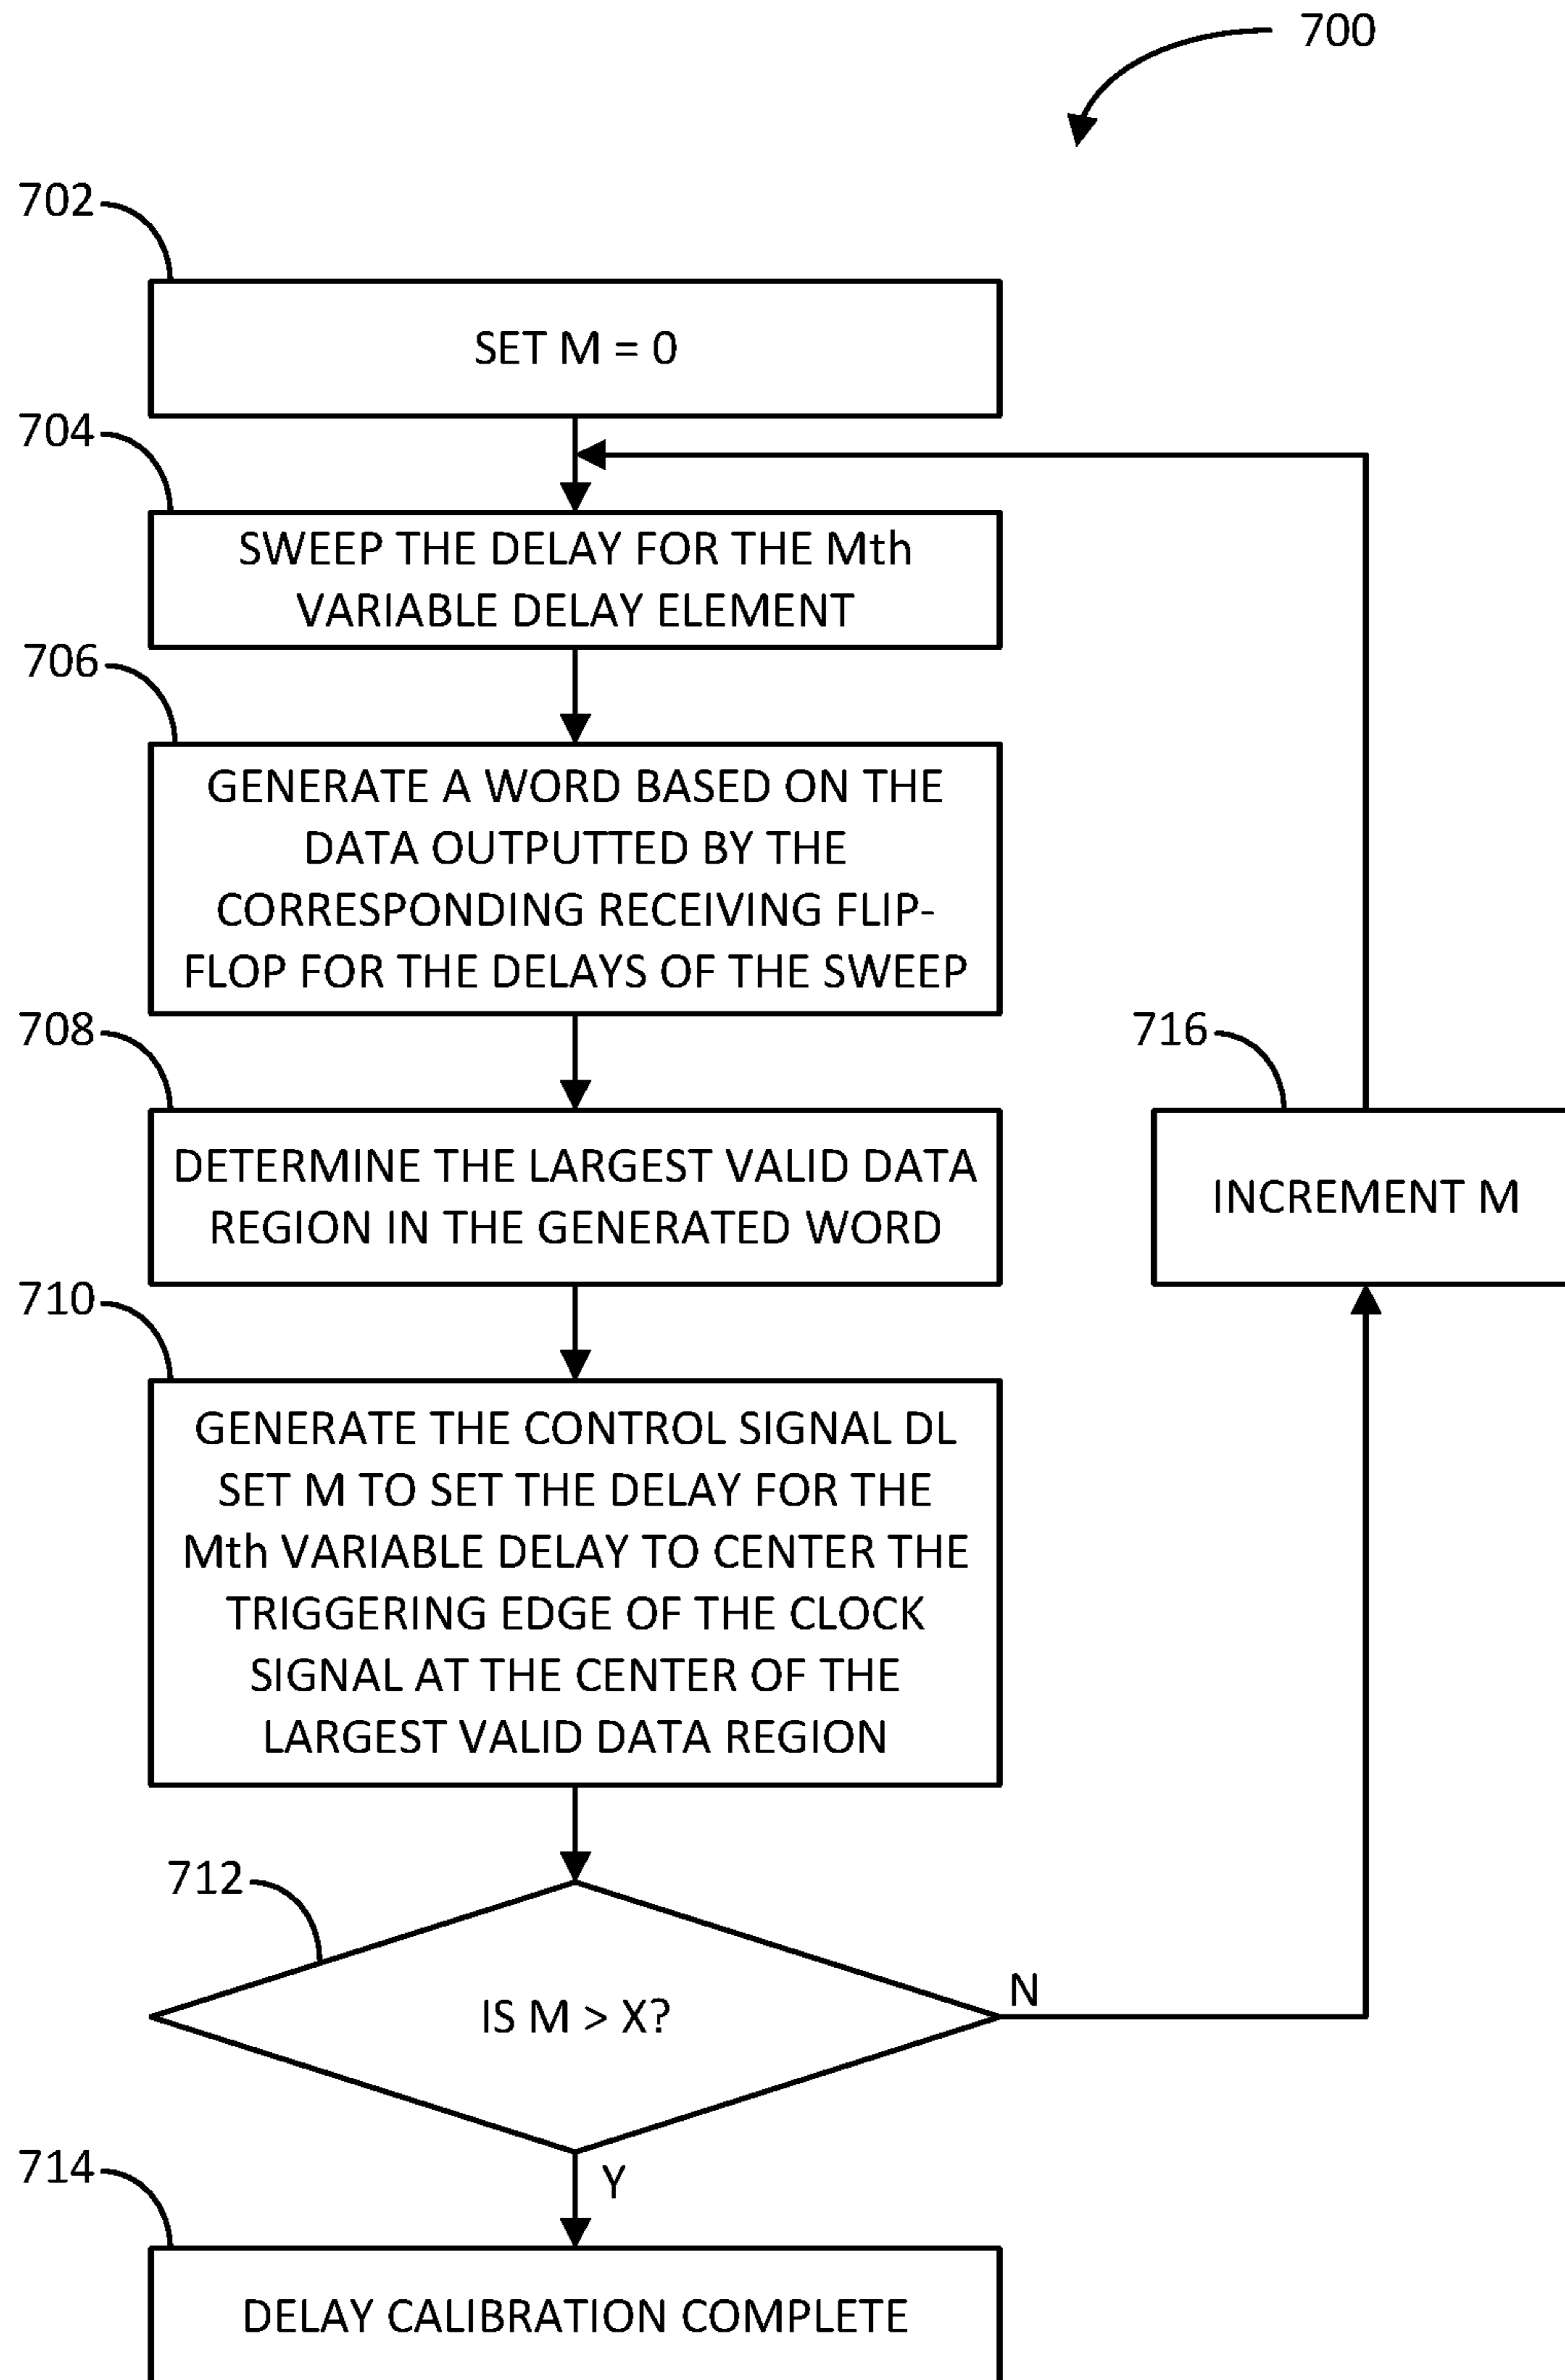 700
702
SET M = 0
704
SWEEP THE DELAY FOR THE Mth
VARIABLE DELAY ELEMENT
706
GENERATE A WORD BASED ON THE
DATA OUTPUTTED BY THE
CORRESPONDING RECEIVING FLIP-
FLOP FOR THE DELAYS OF THE SWEEP
708
DETERMINE THE LARGEST VALID DATA
REGION IN THE GENERATED WORD
716
INCREMENT M
710
GENERATE THE CONTROL SIGNAL DL
SET M TO SET THE DELAY FOR THE
Mth VARIABLE DELAY TO CENTER THE
TRIGGERING EDGE OF THE CLOCK
SIGNAL AT THE CENTER OF THE
LARGEST VALID DATA REGION
712
IS M > X?
N
Y
714
DELAY CALIBRATION COMPLETE